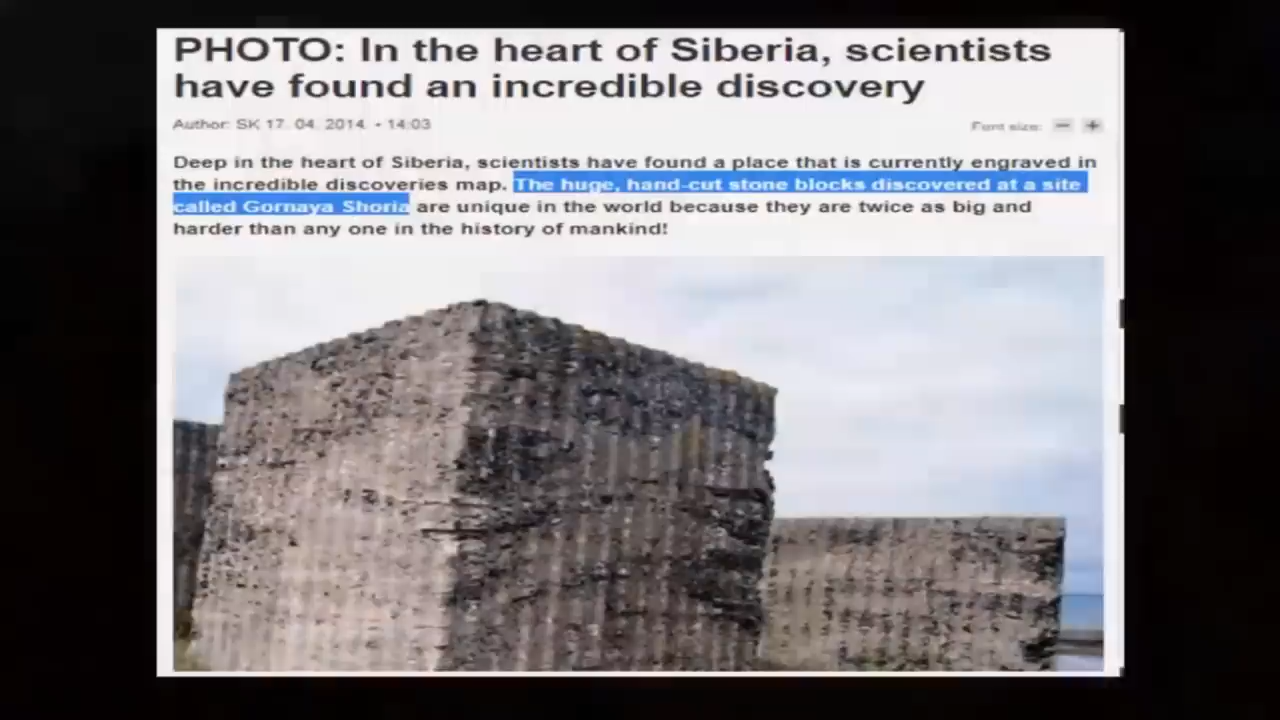 PHOTO: In the heart of Siberia, scientists
have found an incredible discovery
Author: SK 17. 04. 2014. - 14:03
Font size:
Deep in the heart of Siberia, scientists have found a place that is currently engraved in
the incredible discoveries map. The huge, hand-cut stone blocks discovered at a site
called Gornaya Shoria are unique in the world because they are twice as big and
harder than any one in the history of mankind!